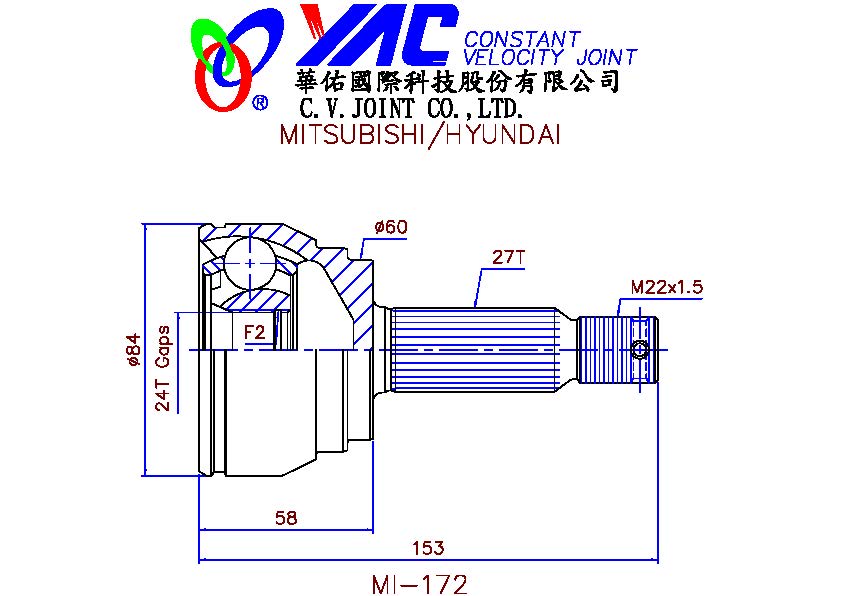 YAC CONSTANT
VELOCITY JOINT
®
華佑國際科技股份有限公司
C.V.JOINT CO.,LTD.
MITSUBISHI/HYUNDAI
ø60
27T
M22x1.5
F2
ø84
24T Gaps
58
153
MI-172